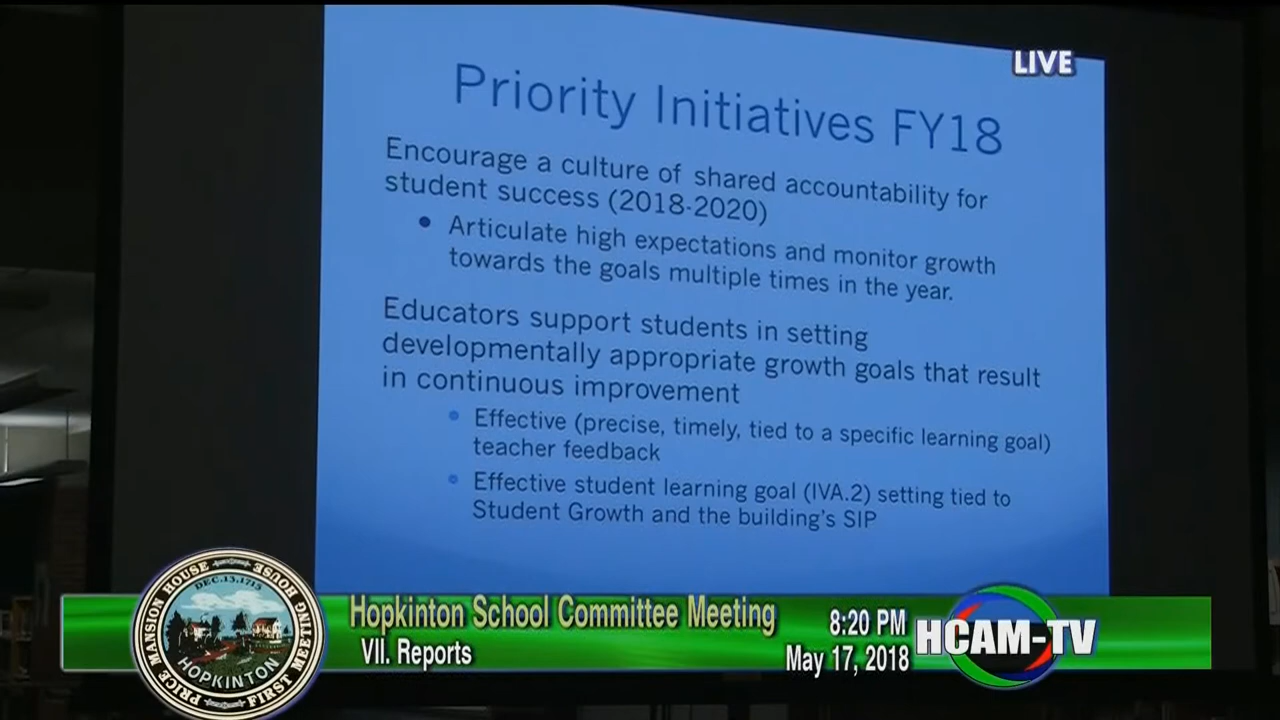 LIVE
Priority Initiatives FY18
Encourage a culture of shared accountability for
student success (2018-2020)
• Articulate high expectations and monitor growth
towards the goals multiple times in the year.
Educators support students in setting
developmentally appropriate growth goals that result
in continuous improvement
• Effective (precise, timely, tied to a specific learning goal)
teacher feedback
• Effective student learning goal (IVA.2) setting tied to
Student Growth and the building's SIP
PRICE MANSION HOUSE
FIRST MEETING HOUSE
DEC.13.1715
HOPKINTON
Hopkinton School Committee Meeting
VII. Reports
8:20 PM
May 17, 2018
HCAM-TV